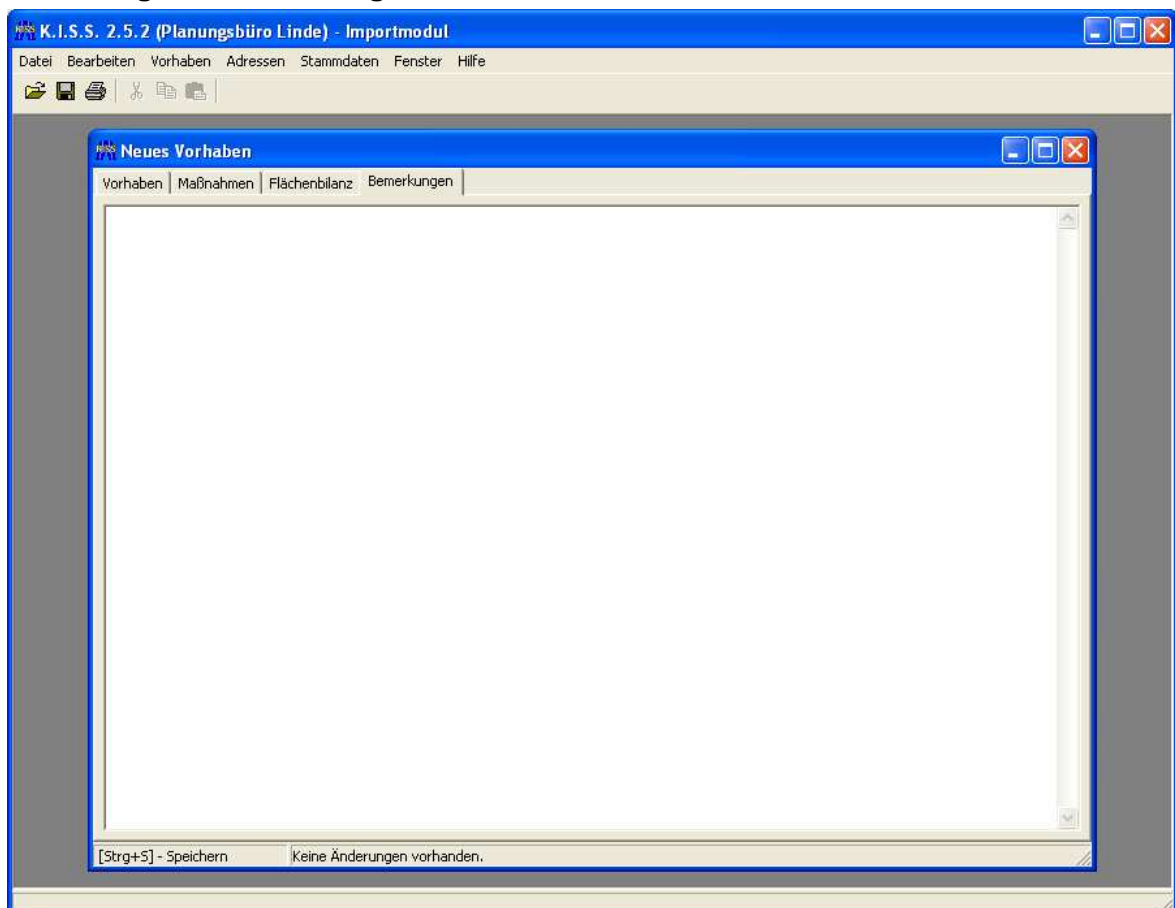 K.I.S.S. 2.5.2 (Planungsbüro Linde) - Importmodul
Datei Bearbeiten Vorhaben Adressen Stammdaten Fenster Hilfe
Neues Vorhaben
Vorhaben Maßnahmen Flächenbilanz Bemerkungen
[Strg+S] - Speichern Keine Änderungen vorhanden.